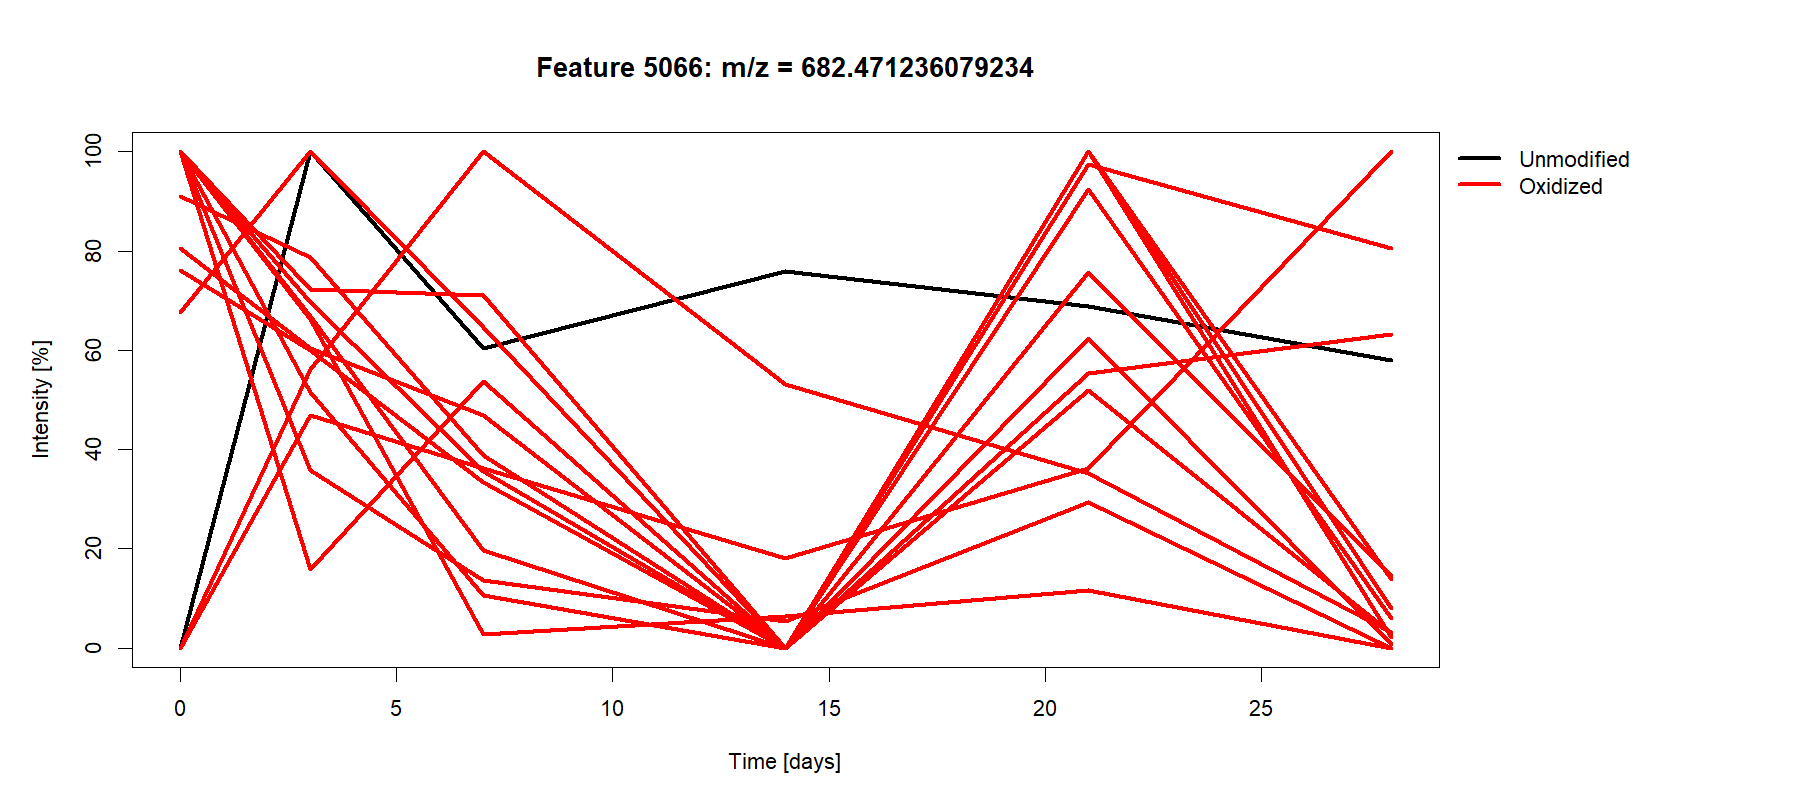 Feature 5066: m/z = 682.471236079234
Unmodified
Oxidized
Intensity [%]
100
80
60
40
20
0
0 5 10 15 20 25
Time [days]